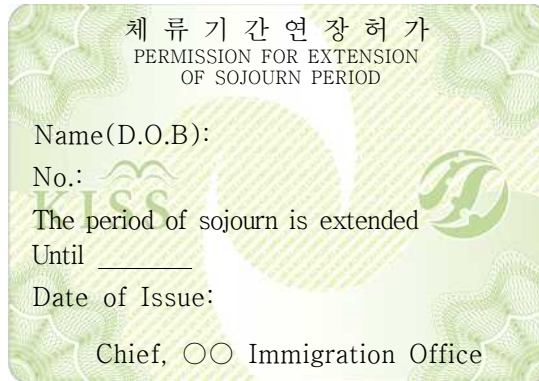 체 류 기 간 연 장 허 가
PERMISSION FOR EXTENSION
OF SOJOURN PERIOD
Name(D.O.B):
No.:
KISS
The period of sojourn is extended
Until ______
Date of Issue:
Chief, ○○ Immigration Office